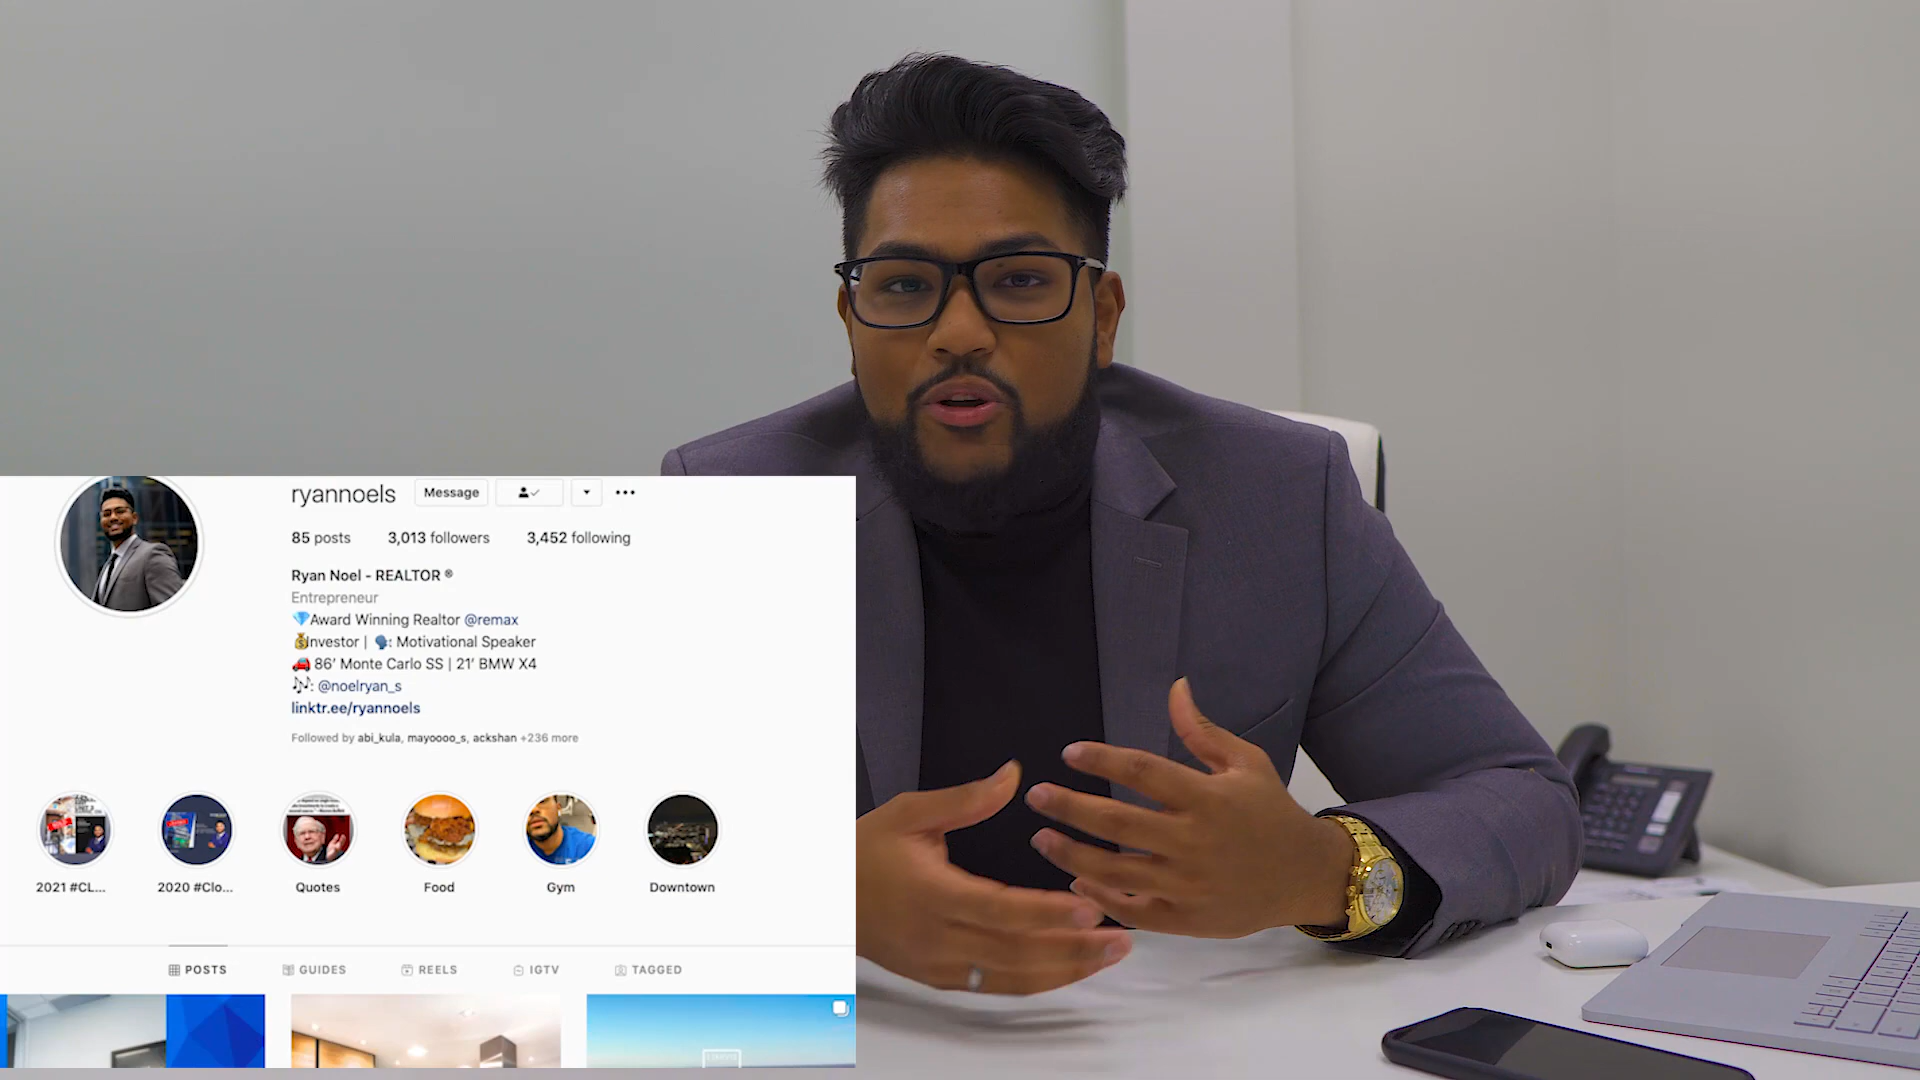 ryannoels Message
85 posts 3,013 followers 3,452 following
Ryan Noel - REALTOR ®
Entrepreneur
💎Award Winning Realtor @remax
💰Investor | 🗣: Motivational Speaker
🚗 86’ Monte Carlo SS | 21’ BMW X4
🎶: @noelryan_s
linktr.ee/ryannoels
Followed by abi_kula, mayoooo_s, ackshan +236 more
2021 #CL... 2020 #Clo... Quotes Food Gym Downtown
POSTS GUIDES REELS IGTV TAGGED